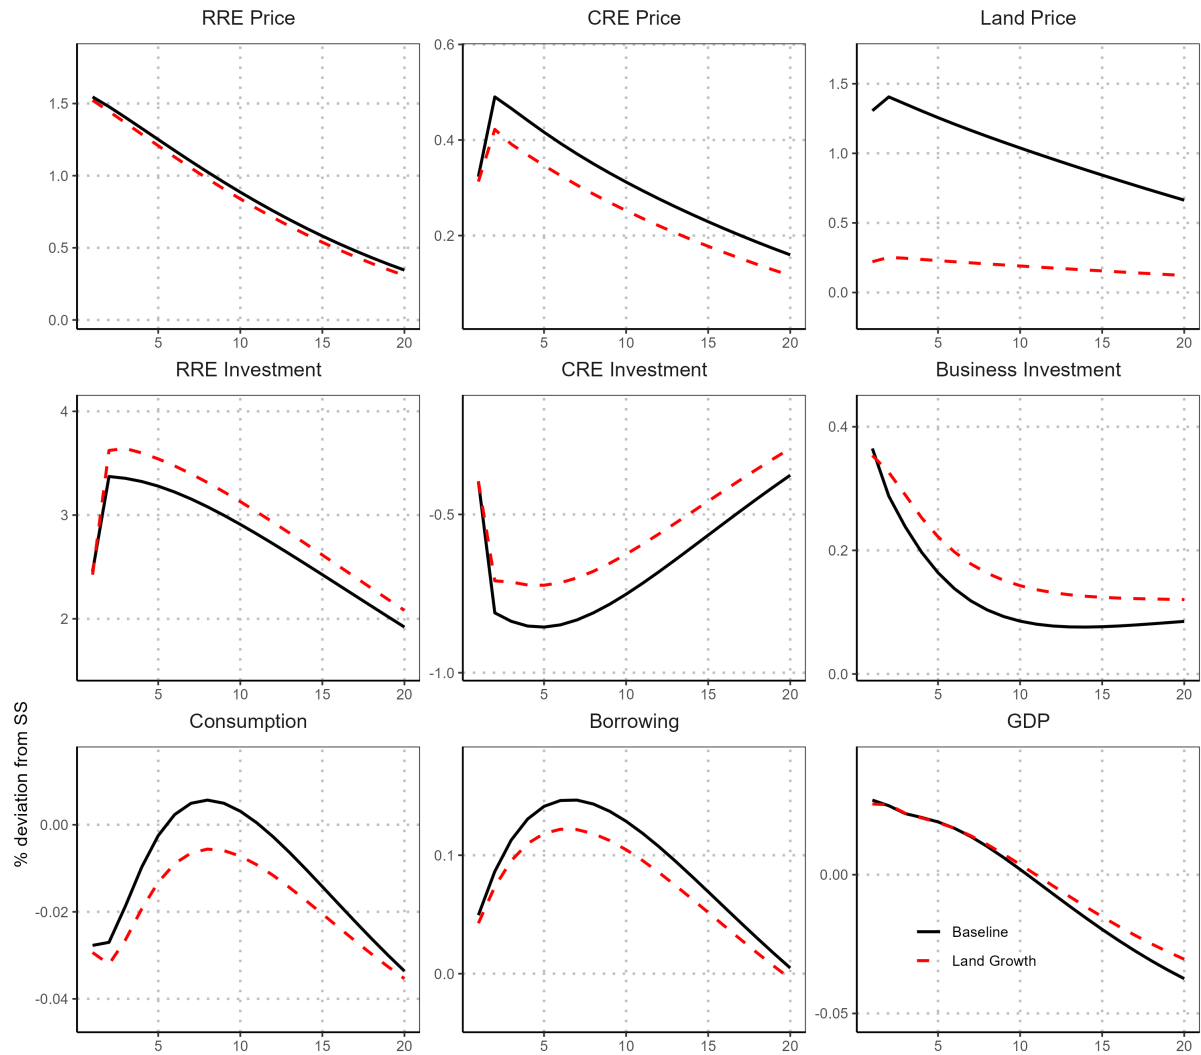 RRE Price
CRE Price
Land Price
1.5
1.0
0.5
0.0
5 10 15 20
0.6
0.4
0.2
5 10 15 20
1.5
1.0
0.5
0.0
5 10 15 20
RRE Investment
CRE Investment
Business Investment
4
3
2
5 10 15 20
-0.5
-1.0
5 10 15 20
0.4
0.2
0.0
5 10 15 20
% deviation from SS
Consumption
Borrowing
GDP
0.00
-0.02
-0.04
5 10 15 20
0.1
0.0
5 10 15 20
0.00
-0.05
Baseline
Land Growth
5 10 15 20